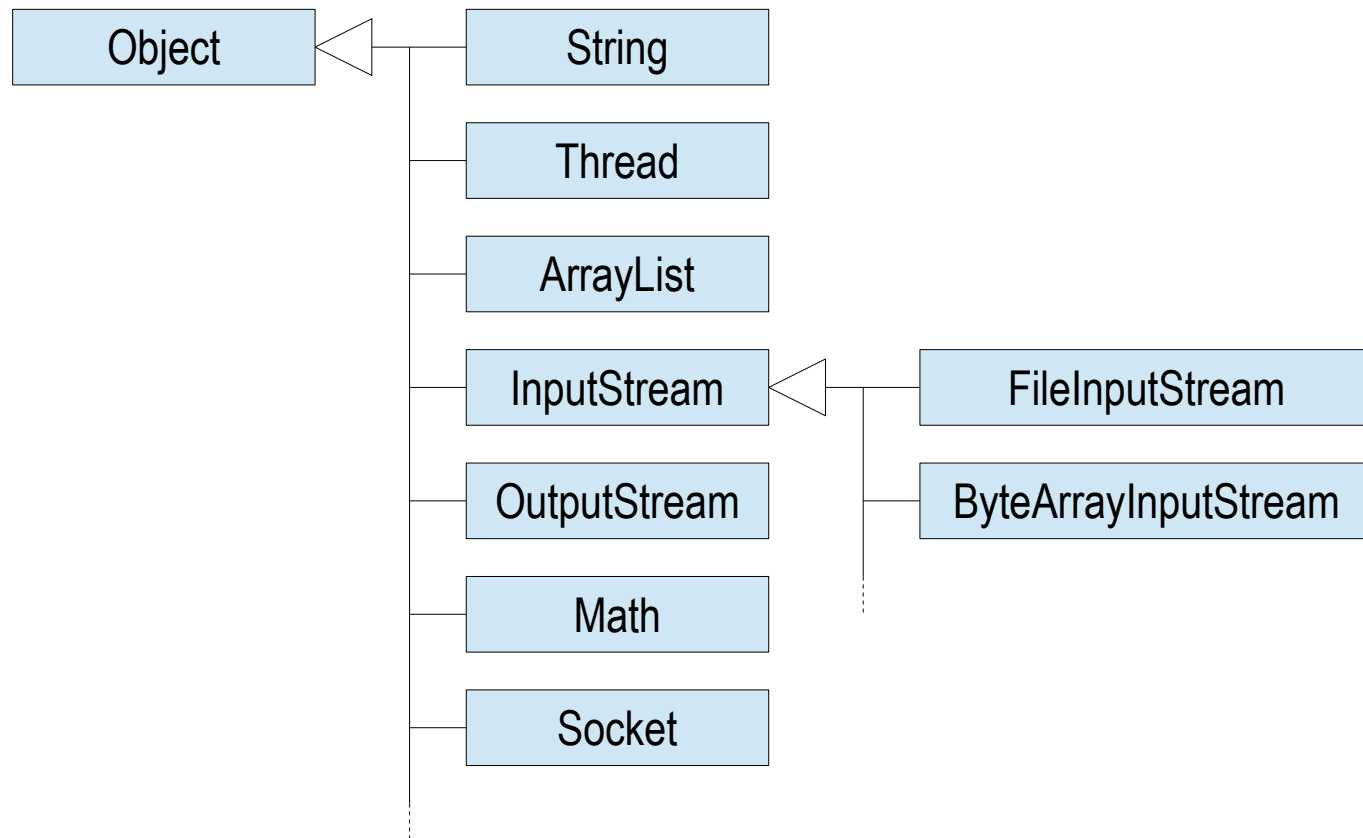 Object
String
Thread
ArrayList
InputStream
FileInputStream
OutputStream
ByteArrayInputStream
Math
Socket